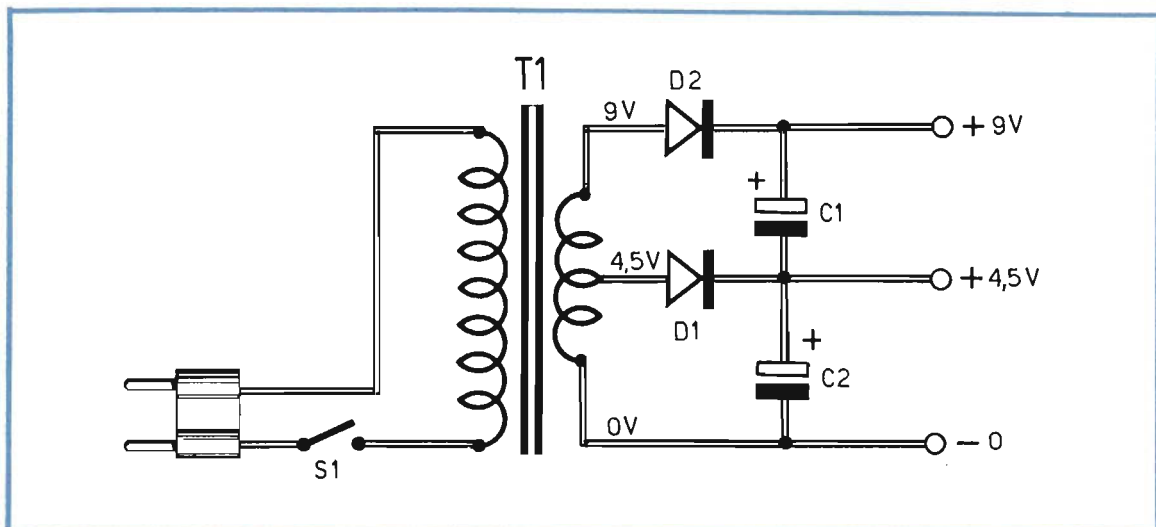 T1
D2
9V
+ 9V
+
C1
4,5V
+ 4,5V
D1
+
C2
0V
- 0
S1